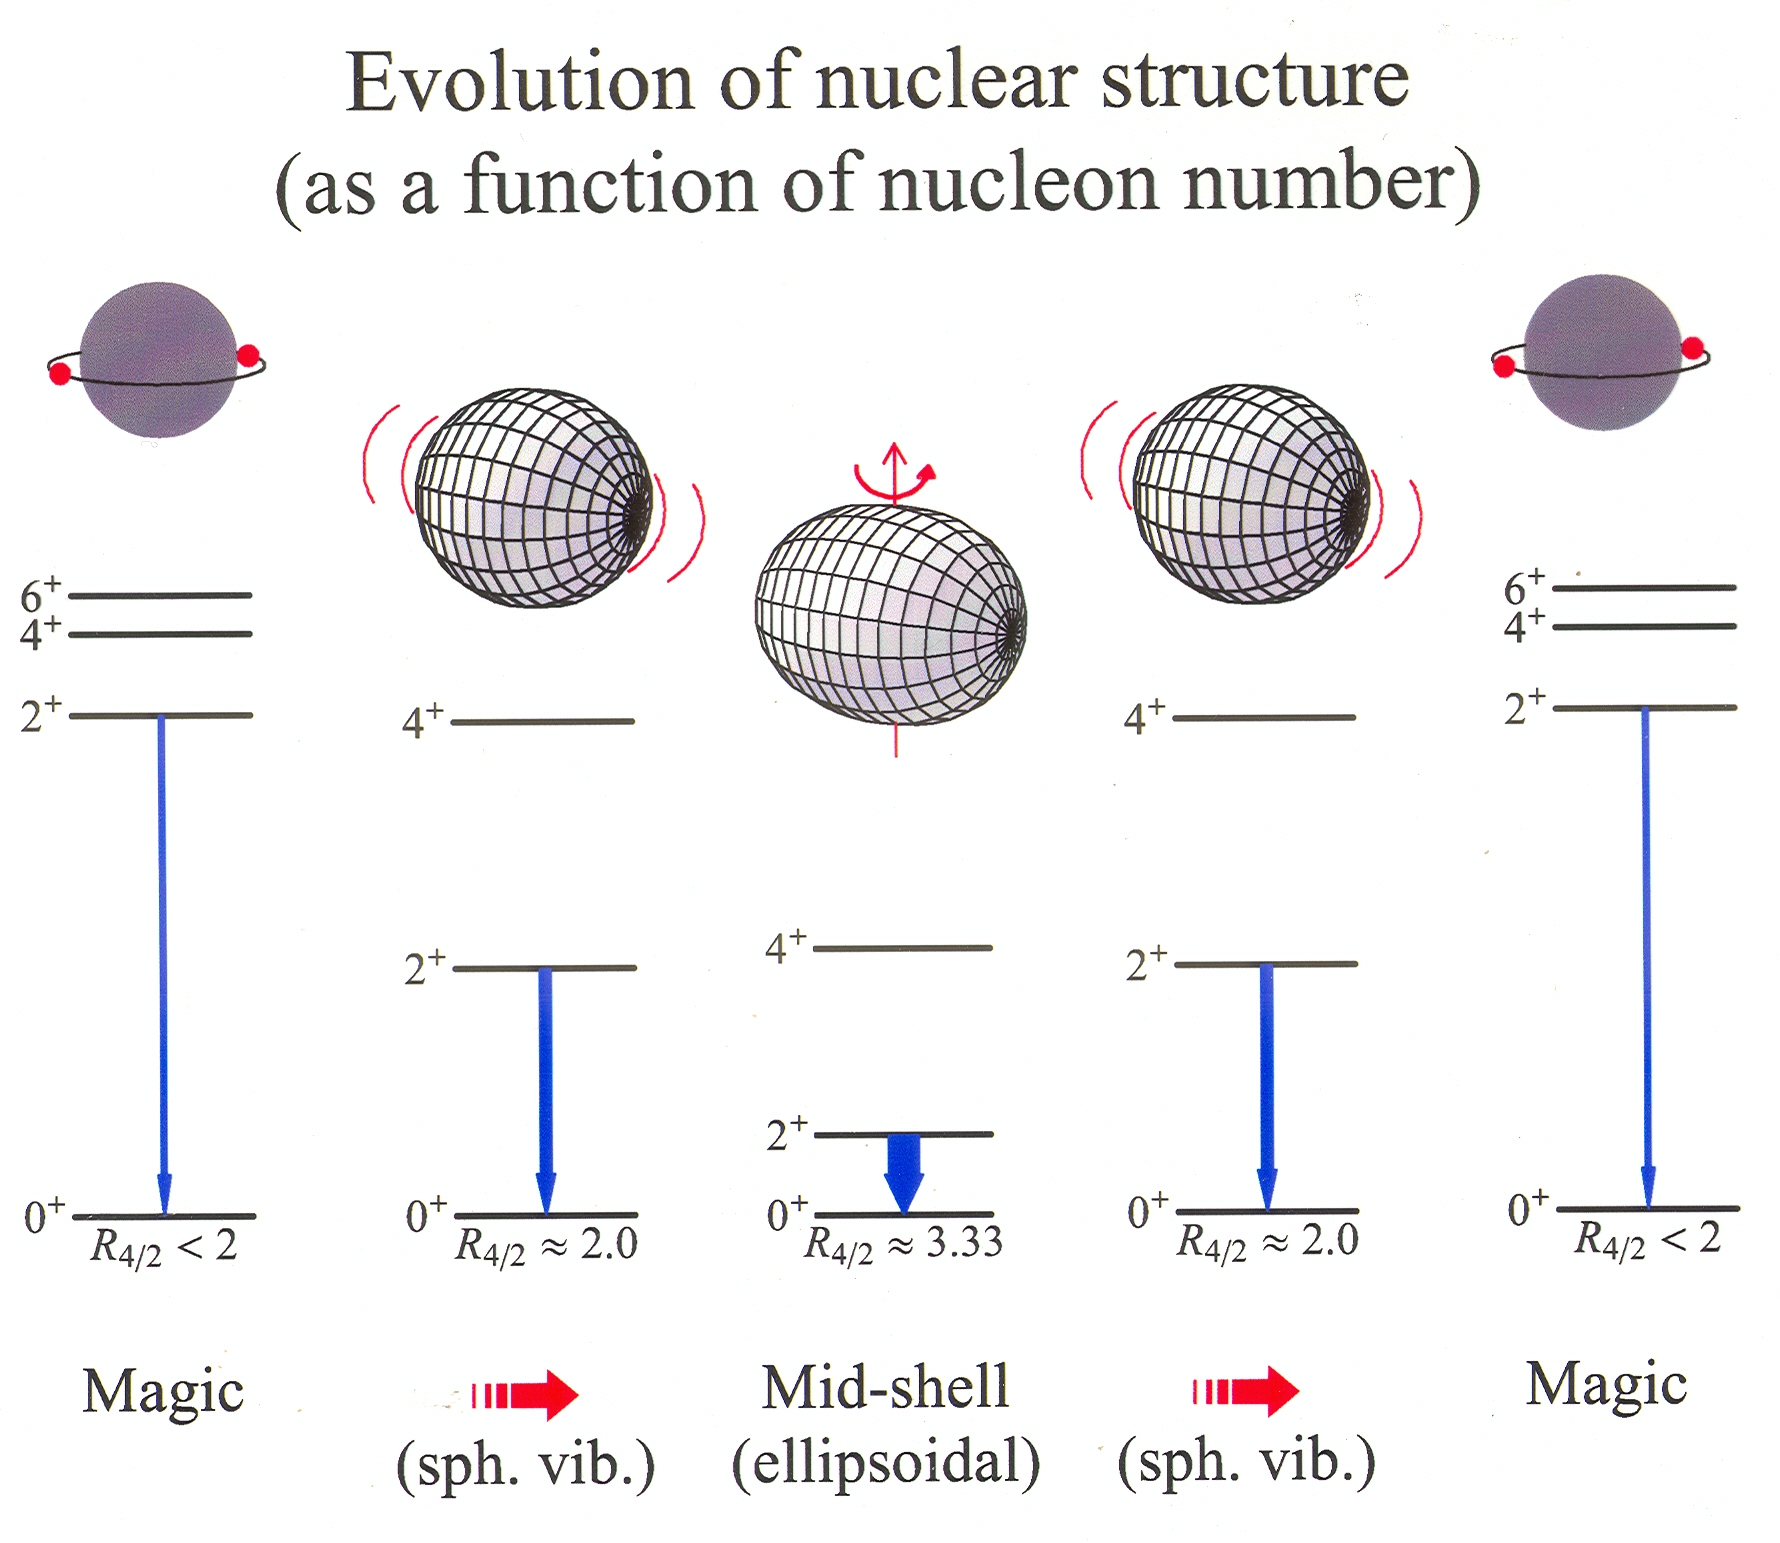 Evolution of nuclear structure
(as a function of nucleon number)
6⁺
4⁺
2⁺
0⁺
R₄/₂ < 2
4⁺
2⁺
0⁺
R₄/₂ ≈ 2.0
4⁺
2⁺
0⁺
R₄/₂ ≈ 3.33
4⁺
2⁺
0⁺
R₄/₂ ≈ 2.0
6⁺
4⁺
2⁺
0⁺
R₄/₂ < 2
Magic
(sph. vib.)
Mid-shell
(ellipsoidal)
(sph. vib.)
Magic